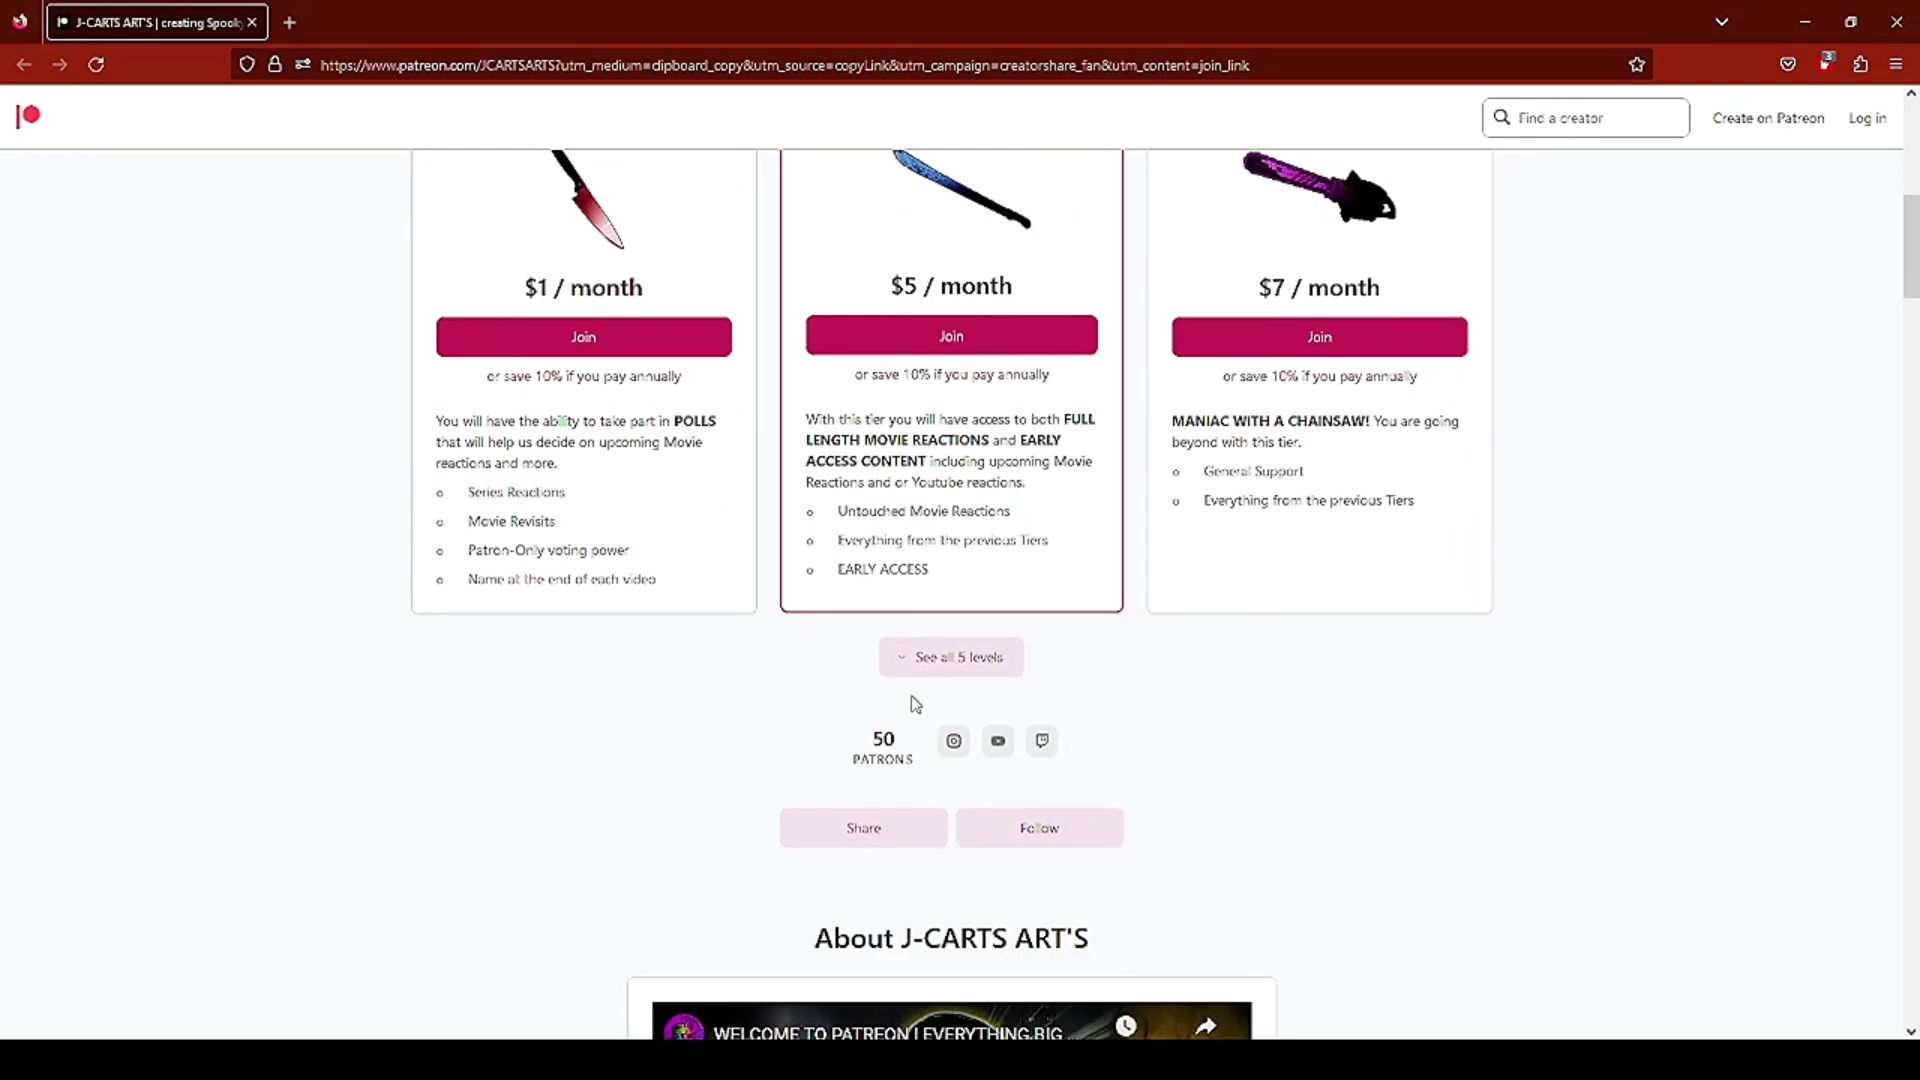 J-CARTS ART'S | creating Spooky
https://www.patreon.com/JCARTSARTS?utm_medium=clipboard_copy&utm_source=copyLink&utm_campaign=creatorshare_fan&utm_content=join_link
3
Find a creator
Create on Patreon
Log in
$1 / month
Join
or save 10% if you pay annually
You will have the ability to take part in POLLS
that will help us decide on upcoming Movie
reactions and more.
Series Reactions
Movie Revisits
Patron-Only voting power
Name at the end of each video
$5 / month
Join
or save 10% if you pay annually
With this tier you will have access to both FULL
LENGTH MOVIE REACTIONS and EARLY
ACCESS CONTENT including upcoming Movie
Reactions and or Youtube reactions.
Untouched Movie Reactions
Everything from the previous Tiers
EARLY ACCESS
$7 / month
Join
or save 10% if you pay annually
MANIAC WITH A CHAINSAW! You are going
beyond with this tier.
General Support
Everything from the previous Tiers
See all 5 levels
50
PATRONS
Share
Follow
About J-CARTS ART'S
WELCOME TO PATREON | EVERYTHING BIG ...